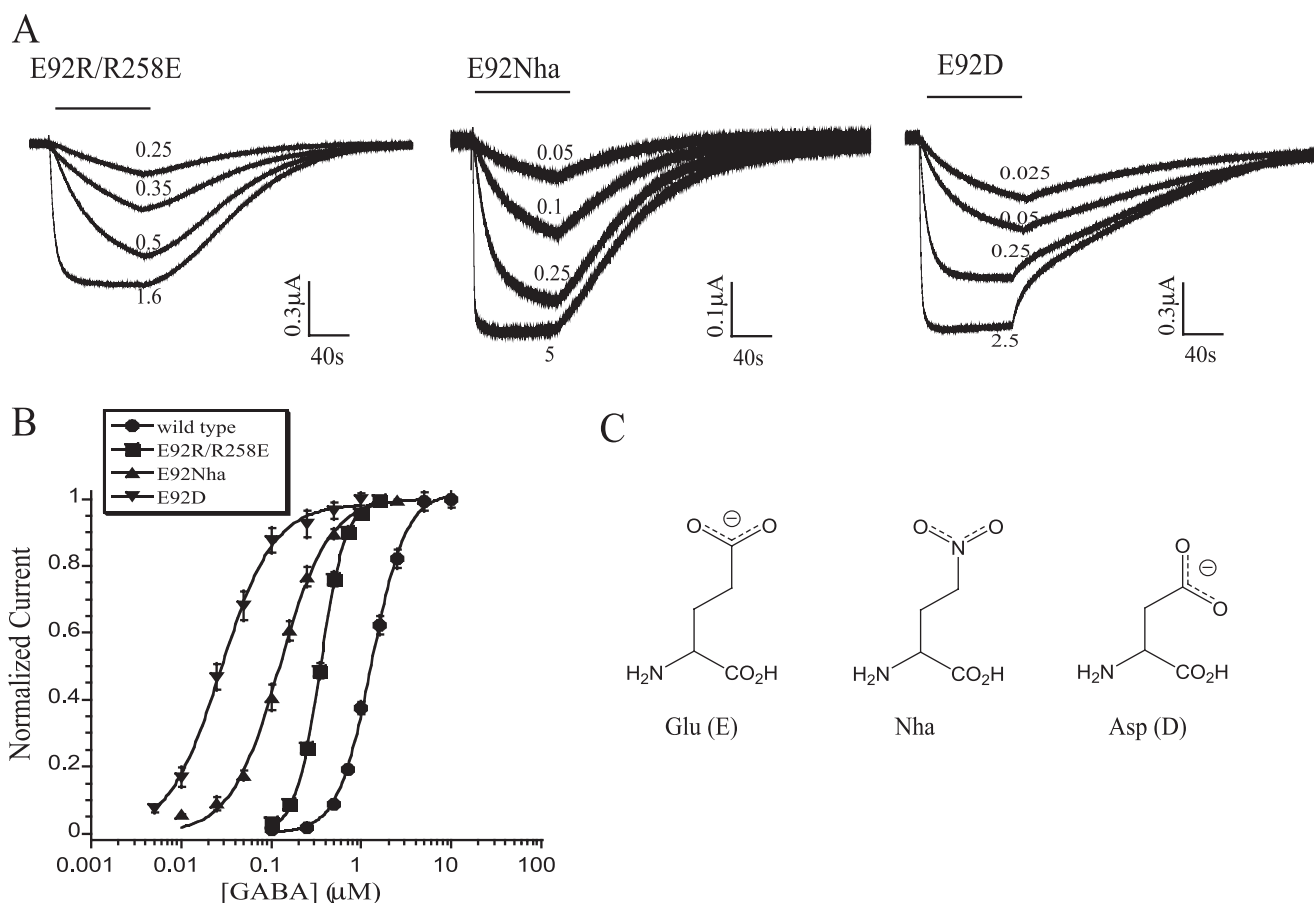 A
E92R/R258E
E92Nha
E92D
0.25
0.35
0.5
1.6
0.3µA
40s
0.05
0.1
0.25
5
0.1µA
40s
0.025
0.05
0.25
2.5
0.3µA
40s
B
wild type
E92R/R258E
E92Nha
E92D
Normalized Current
1
0.8
0.6
0.4
0.2
0
0.001
0.01
0.1
1
10
100
[GABA] (µM)
C
O ⊖ O
H₂N CO₂H
Glu (E)
O O
N
H₂N CO₂H
Nha
O
⊖
O
H₂N CO₂H
Asp (D)